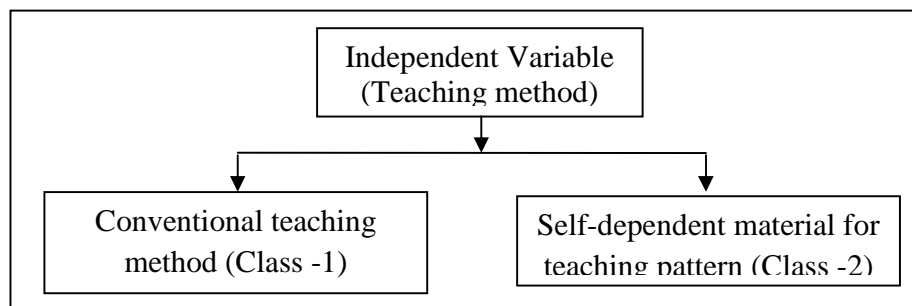 Independent Variable
(Teaching method)
Conventional teaching
method (Class -1)
Self-dependent material for
teaching pattern (Class -2)